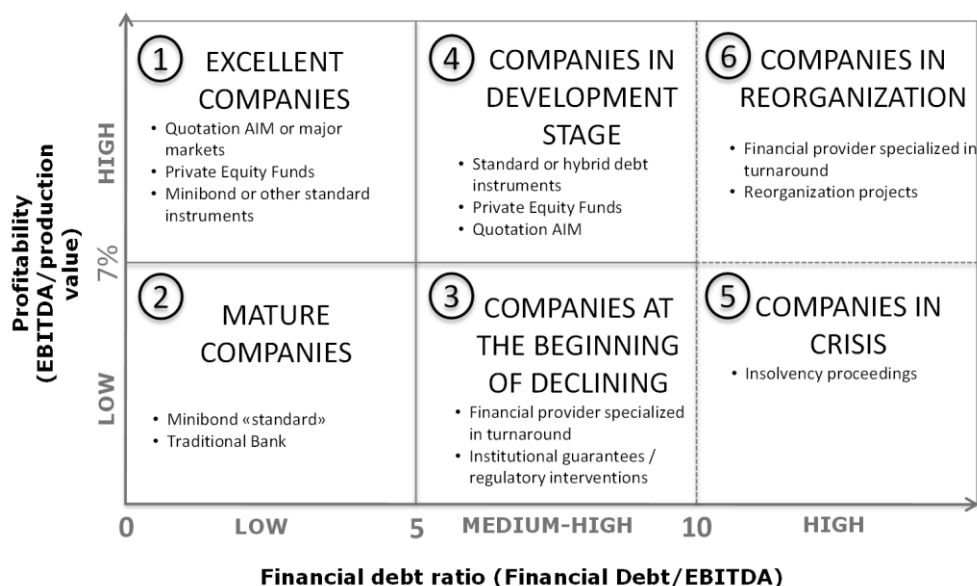 Profitability
(EBITDA/production
value)
HIGH
7%
LOW
1
EXCELLENT
COMPANIES
• Quotation AIM or major
markets
• Private Equity Funds
• Minibond or other standard
instruments
4
COMPANIES IN
DEVELOPMENT
STAGE
• Standard or hybrid debt
instruments
• Private Equity Funds
• Quotation AIM
6
COMPANIES IN
REORGANIZATION
• Financial provider specialized in
turnaround
• Reorganization projects
2
MATURE
COMPANIES
• Minibond «standard»
• Traditional Bank
3
COMPANIES AT
THE BEGINNING
OF DECLINING
• Financial provider specialized
in turnaround
• Institutional guarantees /
regulatory interventions
5
COMPANIES IN
CRISIS
• Insolvency proceedings
0
LOW
5
MEDIUM-HIGH
10
HIGH
Financial debt ratio (Financial Debt/EBITDA)